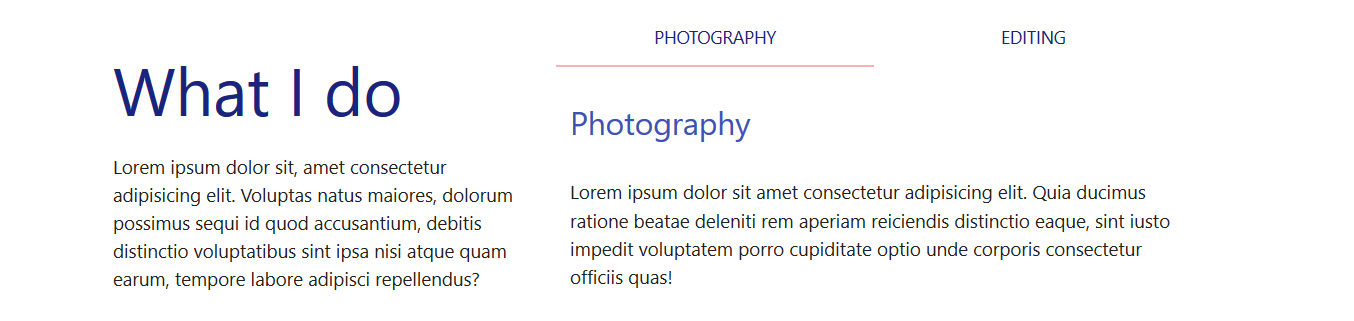 What I do
Lorem ipsum dolor sit, amet consectetur
adipisicing elit. Voluptas natus maiores, dolorum
possimus sequi id quod accusantium, debitis
distinctio voluptatibus sint ipsa nisi atque quam
earum, tempore labore adipisci repellendus?
PHOTOGRAPHY
EDITING
Photography
Lorem ipsum dolor sit amet consectetur adipisicing elit. Quia ducimus
ratione beatae deleniti rem aperiam reiciendis distinctio eaque, sint iusto
impedit voluptatem porro cupiditate optio unde corporis consectetur
officiis quas!